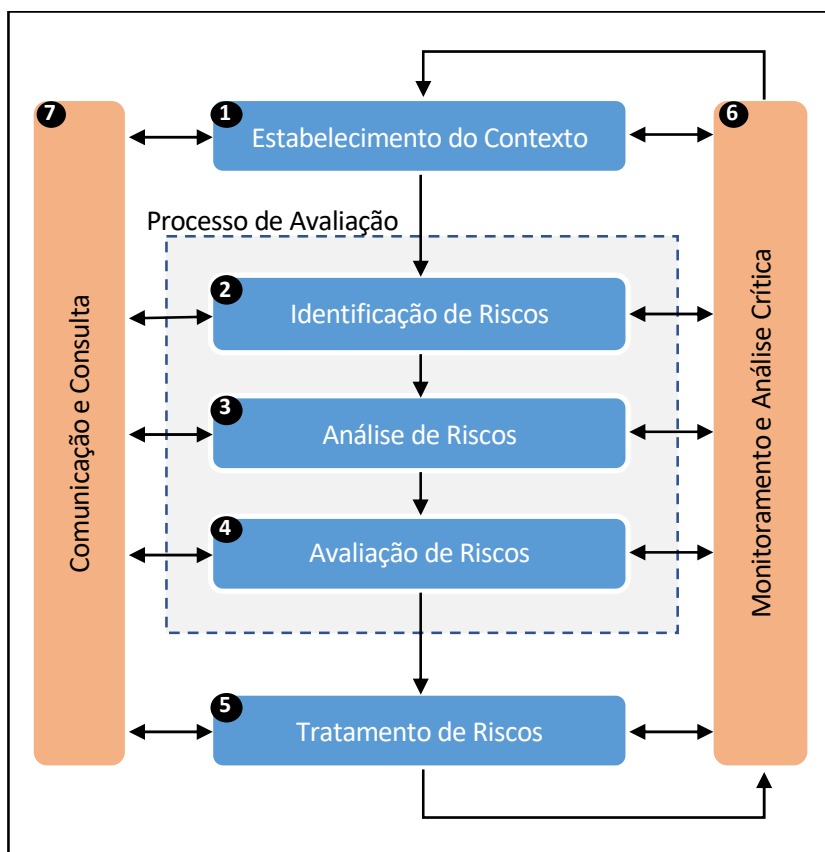 7
1
6
Estabelecimento do Contexto
Processo de Avaliação
2
Identificação de Riscos
3
Análise de Riscos
4
Avaliação de Riscos
5
Tratamento de Riscos
Comunicação e Consulta
Monitoramento e Análise Crítica